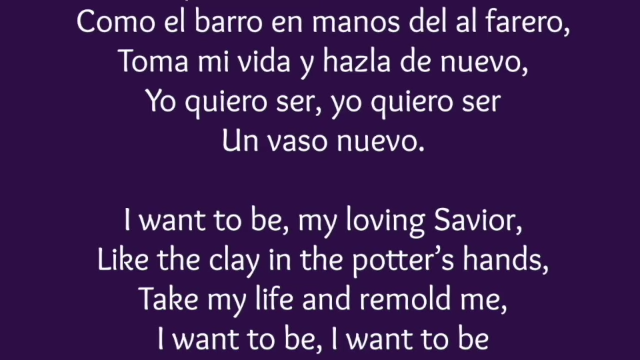 Como el barro en manos del al farero,
Toma mi vida y hazla de nuevo,
Yo quiero ser, yo quiero ser
Un vaso nuevo.
I want to be, my loving Savior,
Like the clay in the potter's hands,
Take my life and remold me,
I want to be, I want to be